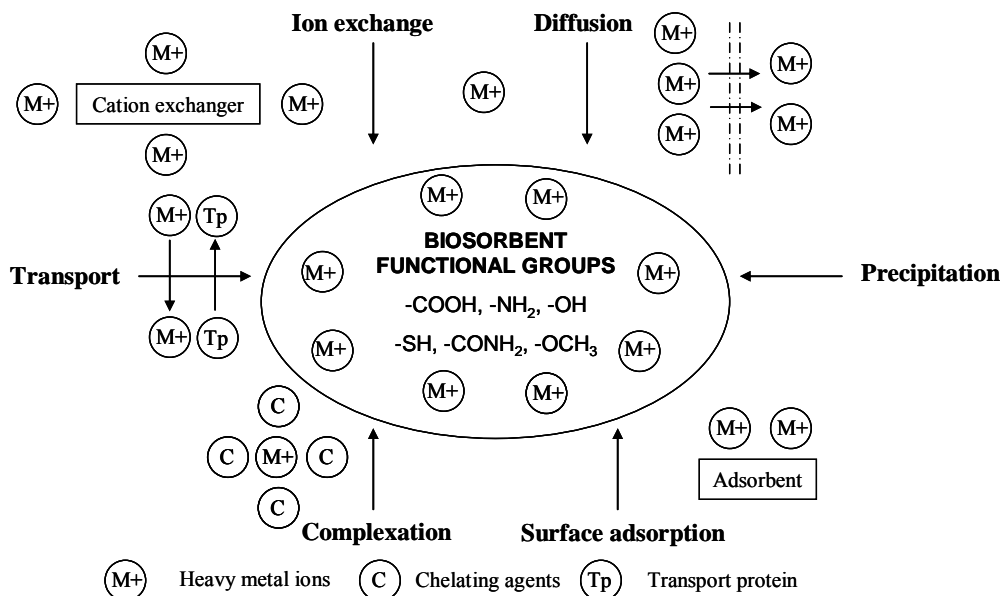 Ion exchange
Diffusion
M+
M+
M+
M+
M+
Cation exchanger
M+
M+
M+
M+
M+
M+
M+
Tp
M+
M+
BIOSORBENT
FUNCTIONAL GROUPS
Transport
M+
M+
Precipitation
-COOH, -NH₂, -OH
M+
Tp
M+
-SH, -CONH₂, -OCH₃
M+
M+
M+
C
C
M+
C
M+
M+
Adsorbent
C
Complexation
Surface adsorption
M+ Heavy metal ions C Chelating agents Tp Transport protein